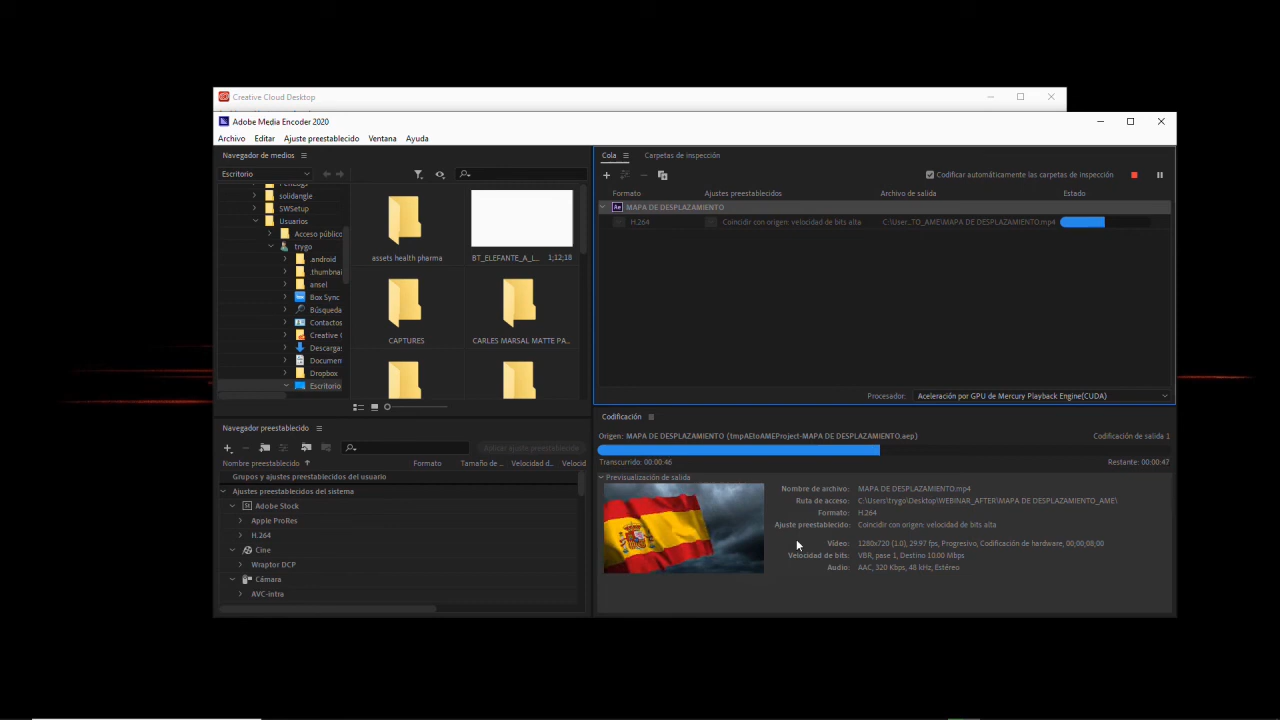 Creative Cloud Desktop
Adobe Media Encoder 2020
Archivo Editar Ajuste preestablecido Ventana Ayuda
Navegador de medios
Escritorio
solidangle
SWSetup
Usuarios
Acceso público
trygo
.android
.thumbnai
ansel
Box Sync
Búsqueda
Contactos
Creative C
Descargas
Documen
Dropbox
Escritorio
assets health pharma
BT_ELEFANTE_A_L... 1;12;18
CAPTURES
CARLES MARSAL MATTE PA...
Cola Carpetas de inspección
Codificar automáticamente las carpetas de inspección
Formato Ajustes preestablecidos Archivo de salida Estado
Ae MAPA DE DESPLAZAMIENTO
H.264 Coincidir con origen: velocidad de bits alta C:\User...TO_AME\MAPA DE DESPLAZAMIENTO.mp4
Procesador: Aceleración por GPU de Mercury Playback Engine(CUDA)
Navegador preestablecido
Aplicar ajuste preestablecido
Nombre preestablecido Formato Tamaño de ... Velocidad d... Velocid
Grupos y ajustes preestablecidos del usuario
Ajustes preestablecidos del sistema
Adobe Stock
Apple ProRes
H.264
Cine
Wraptor DCP
Cámara
AVC-intra
Codificación
Origen: MAPA DE DESPLAZAMIENTO (tmpAEtoAMEProject-MAPA DE DESPLAZAMIENTO.aep) Codificación de salida 1
Transcurrido: 00:00:46 Restante: 00:00:47
Previsualización de salida
Nombre de archivo: MAPA DE DESPLAZAMIENTO.mp4
Ruta de acceso: C:\Users\trygo\Desktop\WEBINAR_AFTER\MAPA DE DESPLAZAMIENTO_AME\
Formato: H.264
Ajuste preestablecido: Coincidir con origen: velocidad de bits alta
Vídeo: 1280x720 (1.0), 29.97 fps, Progresivo, Codificación de hardware, 00;00;08;00
Velocidad de bits: VBR, pase 1, Destino 10.00 Mbps
Audio: AAC, 320 Kbps, 48 kHz, Estéreo